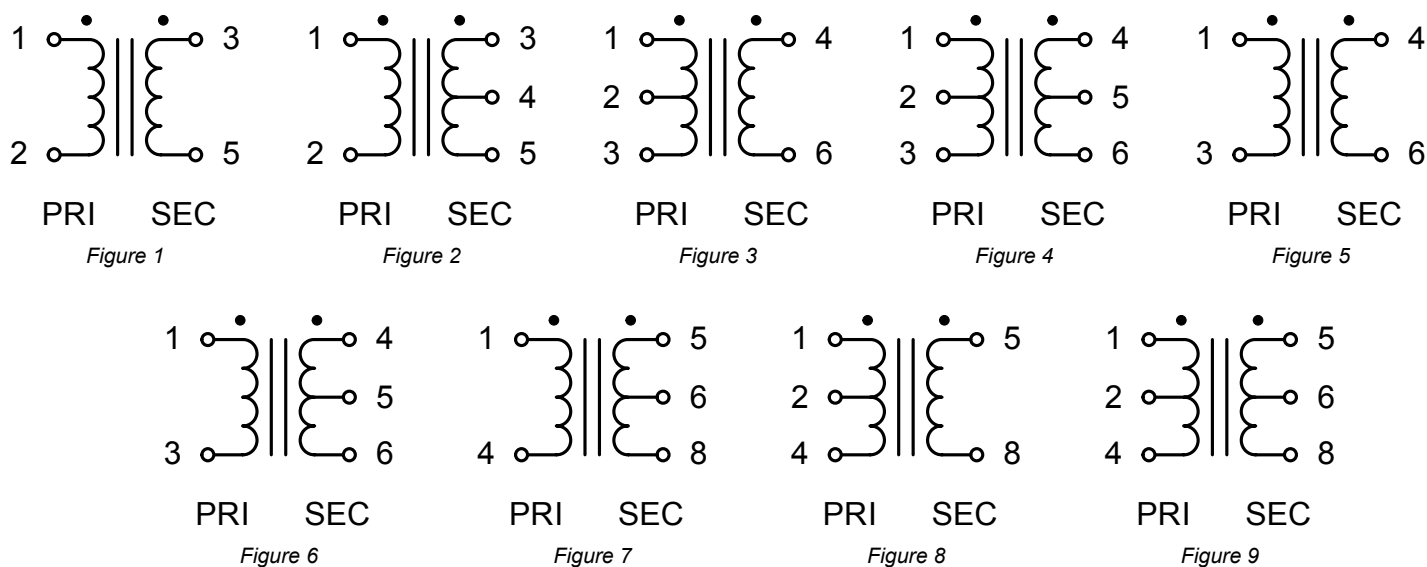 1 3 1 3 1 4 1 4 1 4
4 2 2 5
2 5 2 5 3 6 3 6 3 6
PRI SEC PRI SEC PRI SEC PRI SEC PRI SEC
Figure 1 Figure 2 Figure 3 Figure 4 Figure 5
1 4 1 5 1 5 1 5
5 6 2 2 6
3 6 4 8 4 8 4 8
PRI SEC PRI SEC PRI SEC PRI SEC
Figure 6 Figure 7 Figure 8 Figure 9